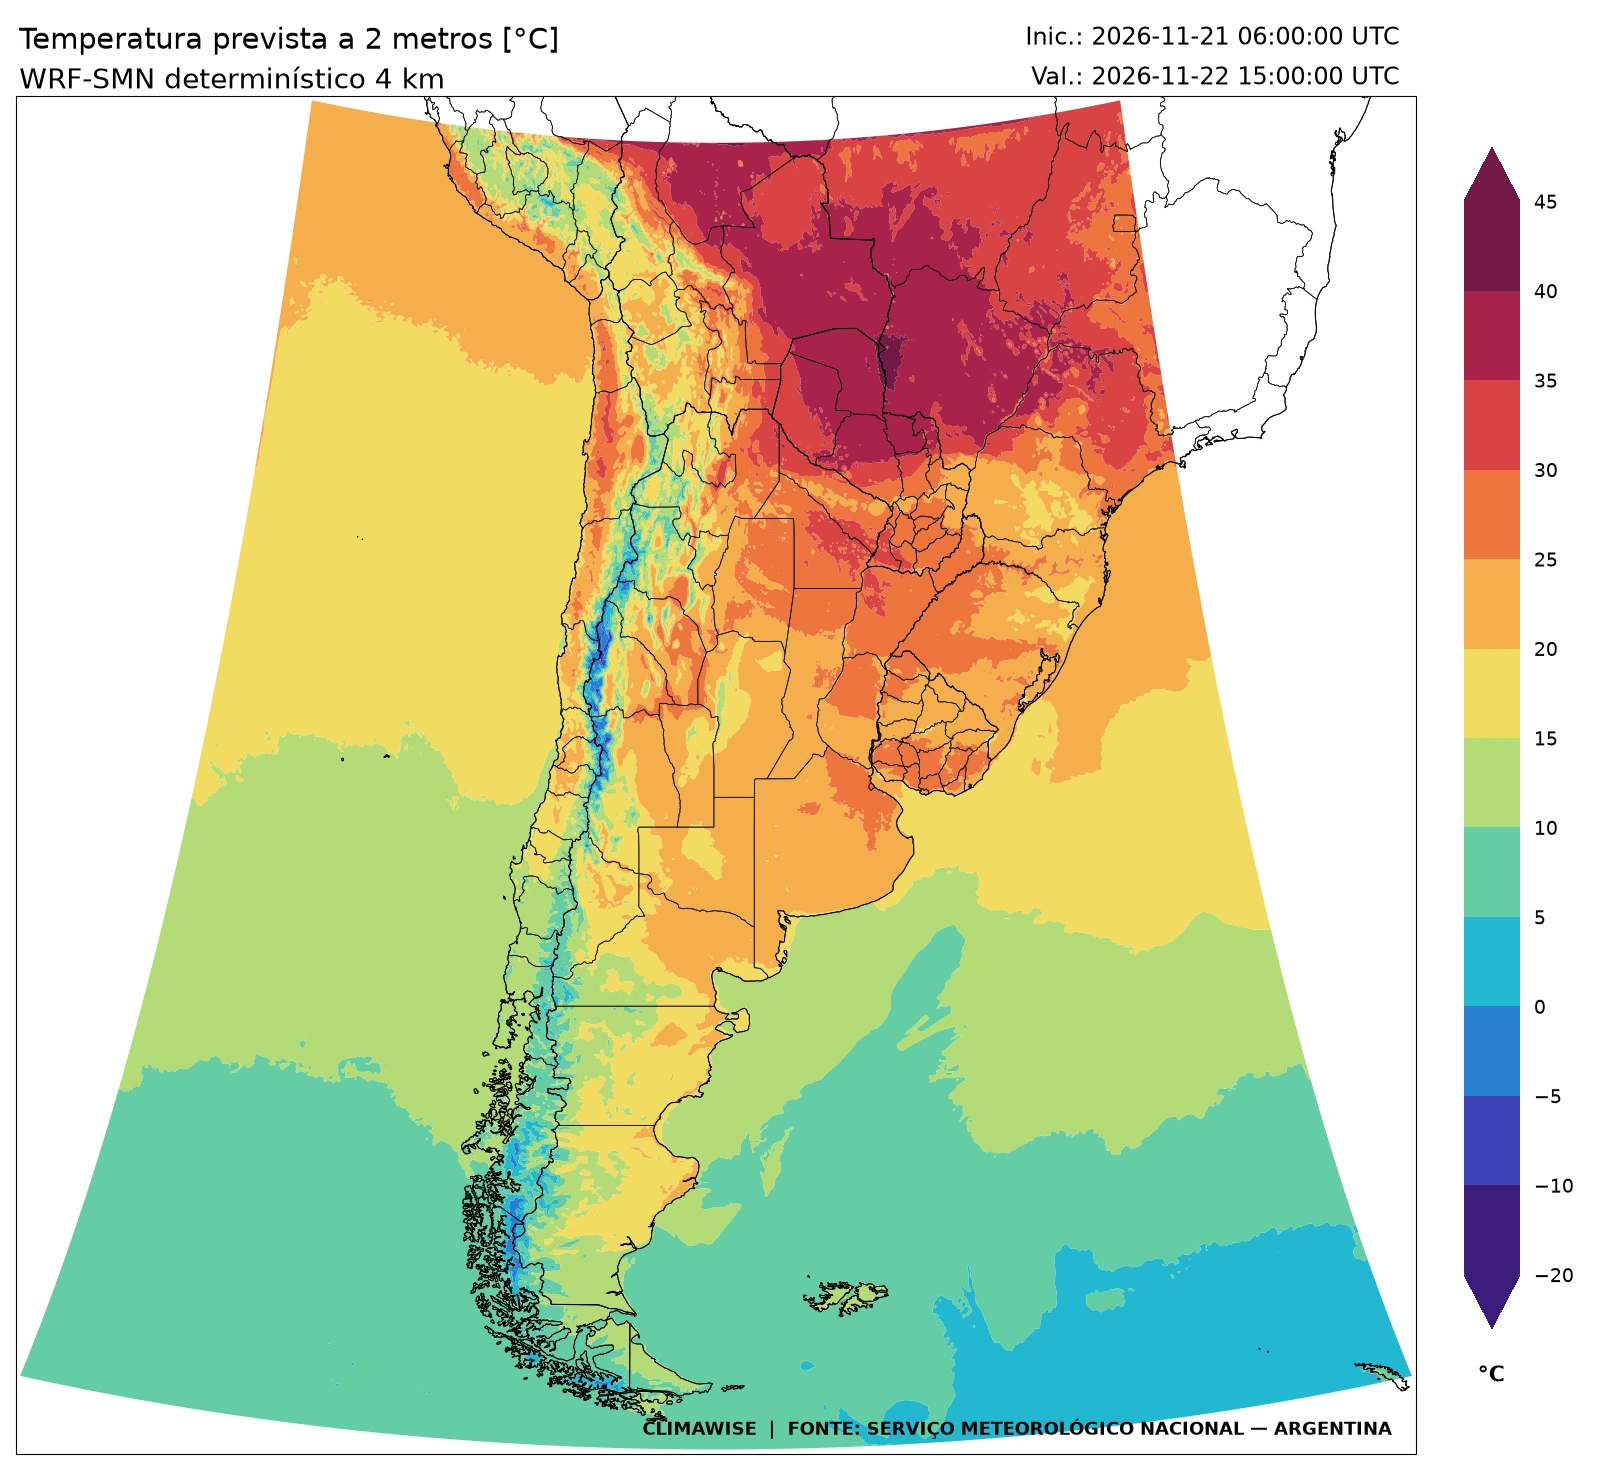 Temperatura prevista a 2 metros [°C]
WRF-SMN determinístico 4 km
Inic.: 2026-11-21 06:00:00 UTC
Val.: 2026-11-22 15:00:00 UTC
45
40
35
30
25
20
15
10
5
0
−5
−10
−20
°C
CLIMAWISE | FONTE: SERVIÇO METEOROLÓGICO NACIONAL — ARGENTINA